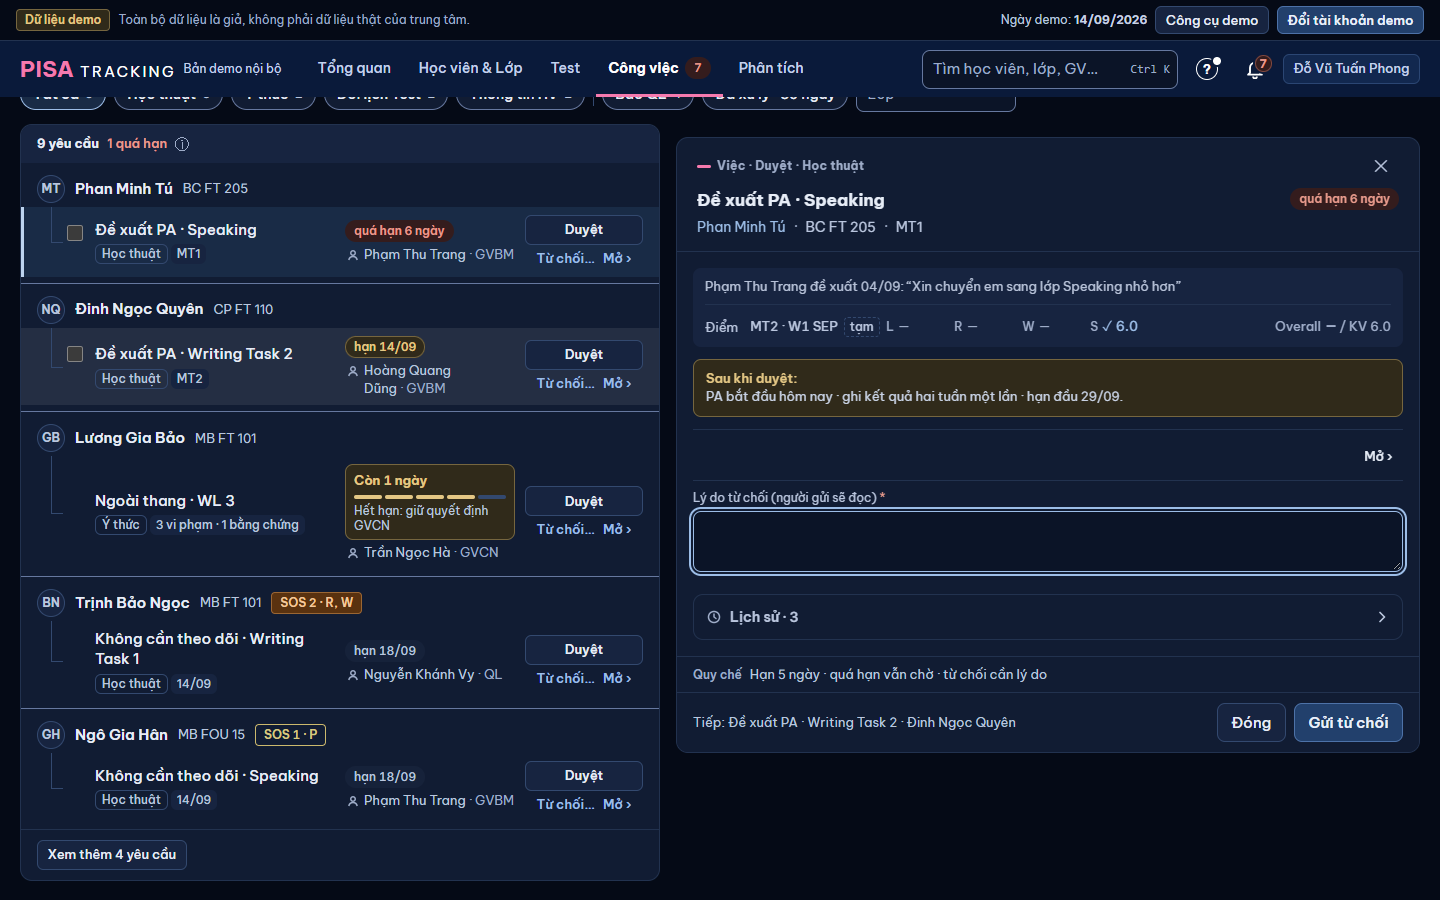 Dữ liệu demo Toàn bộ dữ liệu là giả, không phải dữ liệu thật của trung tâm.
Ngày demo: 14/09/2026 Công cụ demo Đổi tài khoản demo
PISA TRACKING Bản demo nội bộ Tổng quan Học viên & Lớp Test Công việc 7 Phân tích
Tìm học viên, lớp, GV... Ctrl K ? 7 Đỗ Vũ Tuấn Phong
9 yêu cầu 1 quá hạn
MT Phan Minh Tú BC FT 205
Đề xuất PA · Speaking
Học thuật MT1
quá hạn 6 ngày
Phạm Thu Trang · GVBM
Duyệt
Từ chối... Mở ›
NQ Đinh Ngọc Quyên CP FT 110
Đề xuất PA · Writing Task 2
Học thuật MT2
hạn 14/09
Hoàng Quang
Dũng · GVBM
Duyệt
Từ chối... Mở ›
GB Lương Gia Bảo MB FT 101
Ngoài thang · WL 3
Ý thức 3 vi phạm · 1 bằng chứng
Còn 1 ngày
Hết hạn: giữ quyết định
GVCN
Trần Ngọc Hà · GVCN
Duyệt
Từ chối... Mở ›
BN Trịnh Bảo Ngọc MB FT 101 SOS 2 · R, W
Không cần theo dõi · Writing
Task 1
Học thuật 14/09
hạn 18/09
Nguyễn Khánh Vy · QL
Duyệt
Từ chối... Mở ›
GH Ngô Gia Hân MB FOU 15 SOS 1 · P
Không cần theo dõi · Speaking
Học thuật 14/09
hạn 18/09
Phạm Thu Trang · GVBM
Duyệt
Từ chối... Mở ›
Xem thêm 4 yêu cầu
Việc · Duyệt · Học thuật
Đề xuất PA · Speaking
quá hạn 6 ngày
Phan Minh Tú · BC FT 205 · MT1
Phạm Thu Trang đề xuất 04/09: “Xin chuyển em sang lớp Speaking nhỏ hơn”
Điểm MT2 · W1 SEP tạm L — R — W — S ✓ 6.0 Overall — / KV 6.0
Sau khi duyệt:
PA bắt đầu hôm nay · ghi kết quả hai tuần một lần · hạn đầu 29/09.
Mở ›
Lý do từ chối (người gửi sẽ đọc) *
Lịch sử · 3
Quy chế Hạn 5 ngày · quá hạn vẫn chờ · từ chối cần lý do
Tiếp: Đề xuất PA · Writing Task 2 · Đinh Ngọc Quyên
Đóng Gửi từ chối